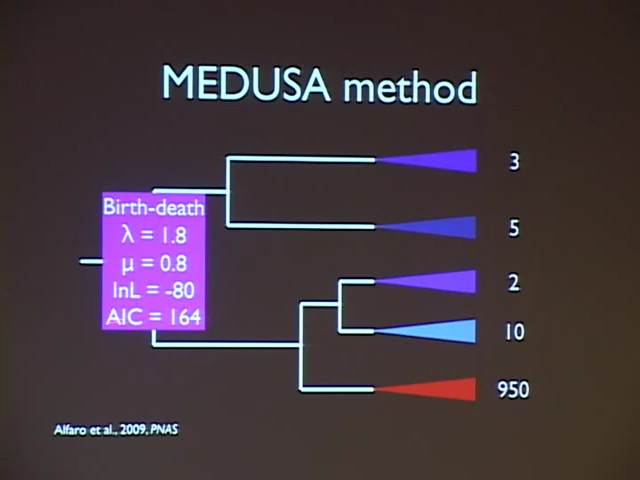 MEDUSA method
3
Birth-death
λ = 1.8
μ = 0.8
lnL = -80
AIC = 164
5
2
10
950
Alfaro et al., 2009, PNAS